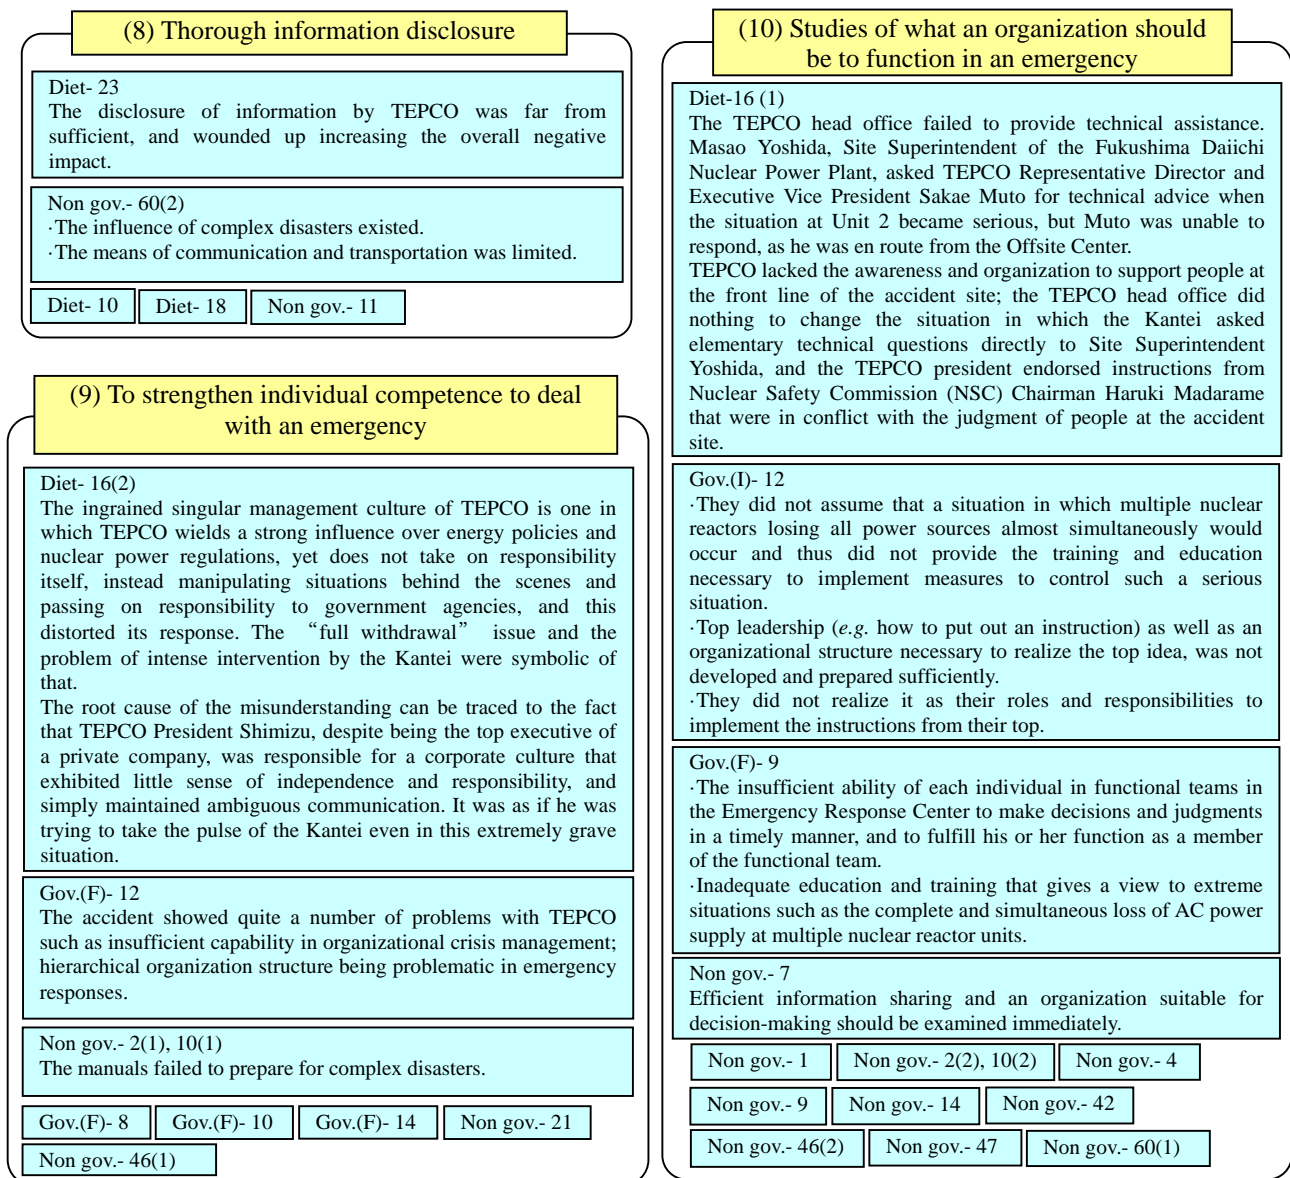 (8) Thorough information disclosure
Diet- 23
The disclosure of information by TEPCO was far from
sufficient, and wounded up increasing the overall negative
impact.
Non gov.- 60(2)
·The influence of complex disasters existed.
·The means of communication and transportation was limited.
Diet- 10
Diet- 18
Non gov.- 11
(9) To strengthen individual competence to deal
with an emergency
Diet- 16(2)
The ingrained singular management culture of TEPCO is one in
which TEPCO wields a strong influence over energy policies and
nuclear power regulations, yet does not take on responsibility
itself, instead manipulating situations behind the scenes and
passing on responsibility to government agencies, and this
distorted its response. The “full withdrawal” issue and the
problem of intense intervention by the Kantei were symbolic of
that.
The root cause of the misunderstanding can be traced to the fact
that TEPCO President Shimizu, despite being the top executive of
a private company, was responsible for a corporate culture that
exhibited little sense of independence and responsibility, and
simply maintained ambiguous communication. It was as if he was
trying to take the pulse of the Kantei even in this extremely grave
situation.
Gov.(F)- 12
The accident showed quite a number of problems with TEPCO
such as insufficient capability in organizational crisis management;
hierarchical organization structure being problematic in emergency
responses.
Non gov.- 2(1), 10(1)
The manuals failed to prepare for complex disasters.
Gov.(F)- 8
Gov.(F)- 10
Gov.(F)- 14
Non gov.- 21
Non gov.- 46(1)
(10) Studies of what an organization should
be to function in an emergency
Diet-16 (1)
The TEPCO head office failed to provide technical assistance.
Masao Yoshida, Site Superintendent of the Fukushima Daiichi
Nuclear Power Plant, asked TEPCO Representative Director and
Executive Vice President Sakae Muto for technical advice when
the situation at Unit 2 became serious, but Muto was unable to
respond, as he was en route from the Offsite Center.
TEPCO lacked the awareness and organization to support people at
the front line of the accident site; the TEPCO head office did
nothing to change the situation in which the Kantei asked
elementary technical questions directly to Site Superintendent
Yoshida, and the TEPCO president endorsed instructions from
Nuclear Safety Commission (NSC) Chairman Haruki Madarame
that were in conflict with the judgment of people at the accident
site.
Gov.(I)- 12
·They did not assume that a situation in which multiple nuclear
reactors losing all power sources almost simultaneously would
occur and thus did not provide the training and education
necessary to implement measures to control such a serious
situation.
·Top leadership (e.g. how to put out an instruction) as well as an
organizational structure necessary to realize the top idea, was not
developed and prepared sufficiently.
·They did not realize it as their roles and responsibilities to
implement the instructions from their top.
Gov.(F)- 9
·The insufficient ability of each individual in functional teams in
the Emergency Response Center to make decisions and judgments
in a timely manner, and to fulfill his or her function as a member
of the functional team.
·Inadequate education and training that gives a view to extreme
situations such as the complete and simultaneous loss of AC power
supply at multiple nuclear reactor units.
Non gov.- 7
Efficient information sharing and an organization suitable for
decision-making should be examined immediately.
Non gov.- 1
Non gov.- 2(2), 10(2)
Non gov.- 4
Non gov.- 9
Non gov.- 14
Non gov.- 42
Non gov.- 46(2)
Non gov.- 47
Non gov.- 60(1)